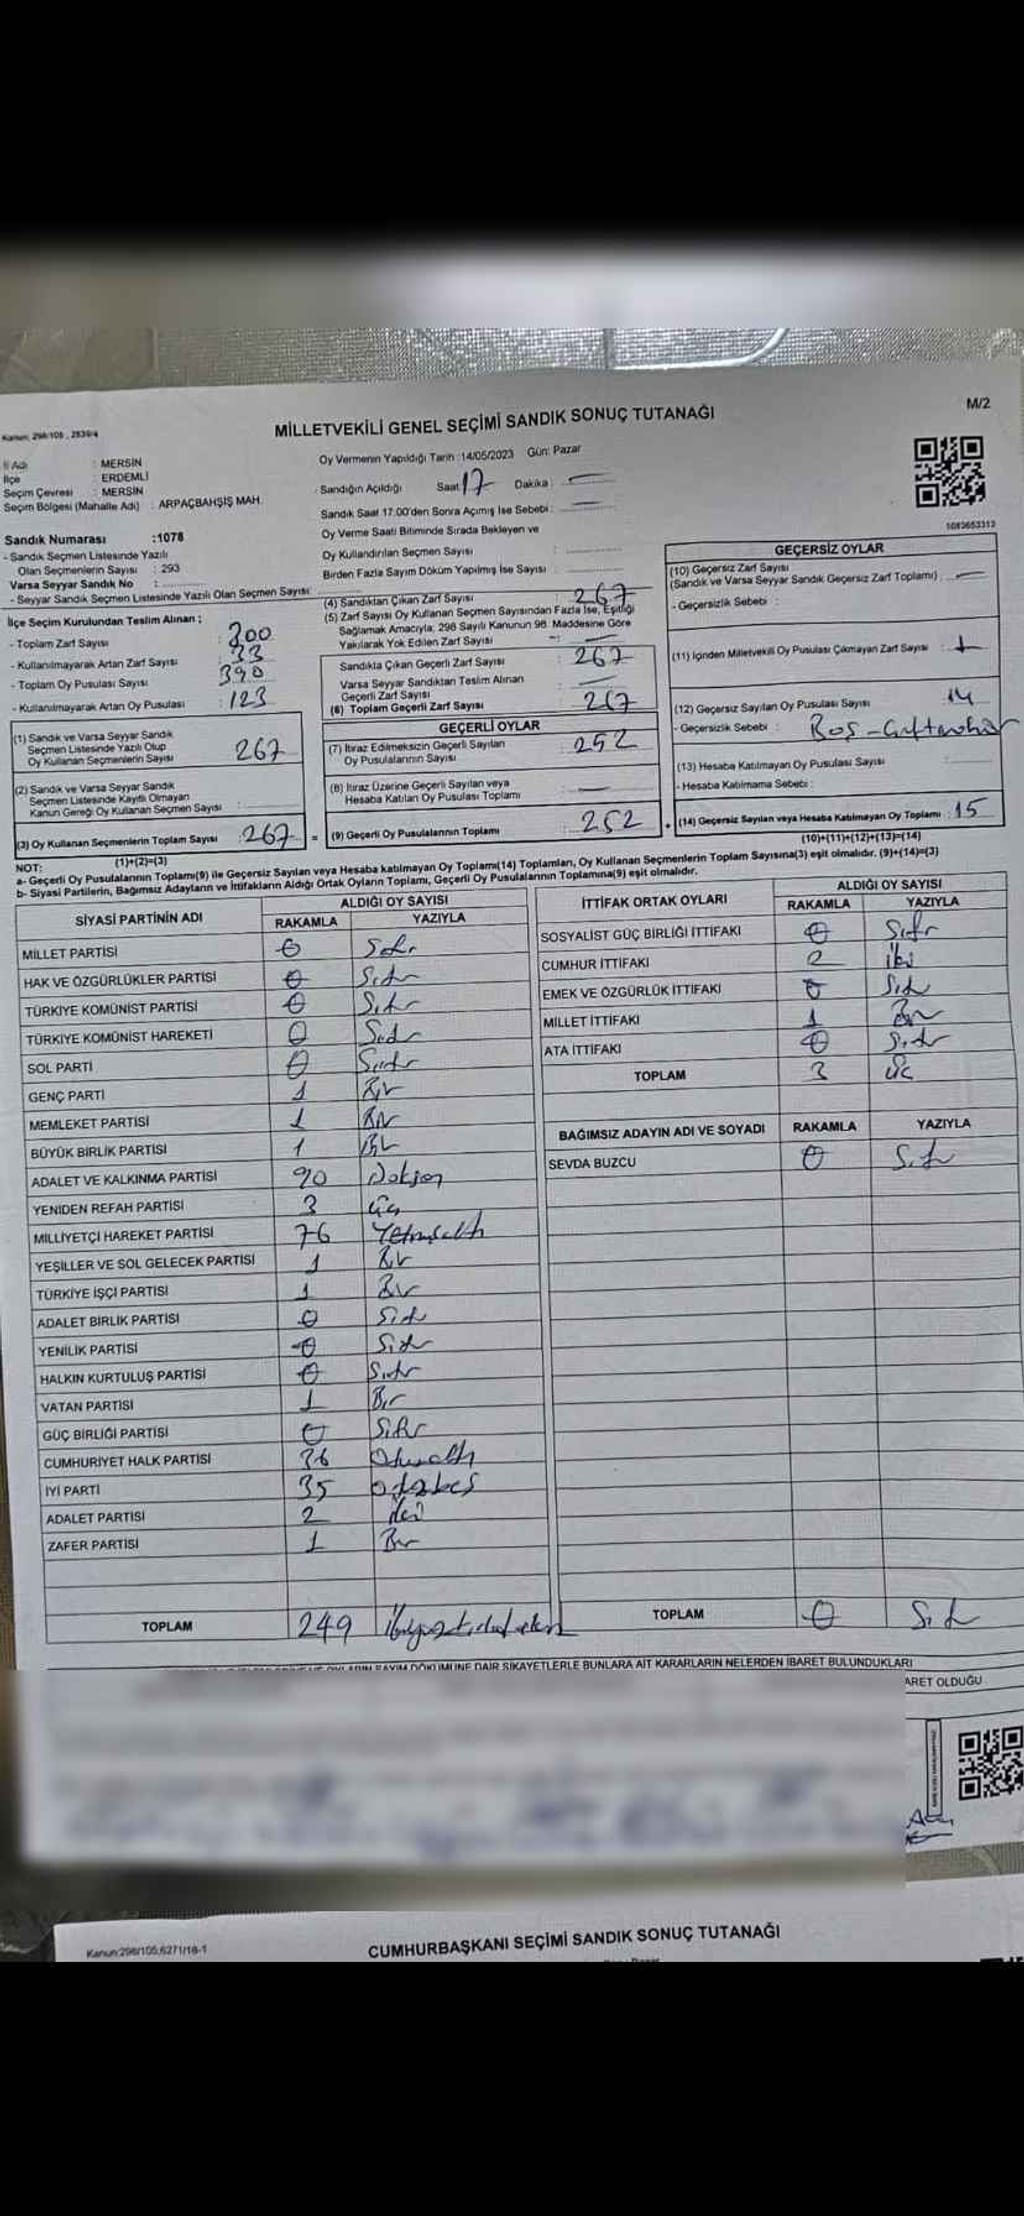 Kanun: 298/105 , 2839/4
MİLLETVEKİLİ GENEL SEÇİMİ SANDIK SONUÇ TUTANAĞI
M/2
İl Adı : MERSİN
İlçe : ERDEMLİ
Seçim Çevresi : MERSİN
Seçim Bölgesi (Mahalle Adı) : ARPAÇBAHŞİŞ MAH.
Sandık Numarası :1078
- Sandık Seçmen Listesinde Yazılı
Olan Seçmenlerin Sayısı : 293
Varsa Seyyar Sandık No :
- Seyyar Sandık Seçmen Listesinde Yazılı Olan Seçmen Sayısı:
İlçe Seçim Kurulundan Teslim Alınan ;
- Toplam Zarf Sayısı : 300
- Kullanılmayarak Artan Zarf Sayısı : 33
- Toplam Oy Pusulası Sayısı : 390
- Kullanılmayarak Artan Oy Pusulası : 123
(1) Sandık ve Varsa Seyyar Sandık
Seçmen Listesinde Yazılı Olup
Oy Kullanan Seçmenlerin Sayısı : 267
(2) Sandık ve Varsa Seyyar Sandık
Seçmen Listesinde Kayıtlı Olmayan
Kanun Gereği Oy Kullanan Seçmen Sayısı :
(3) Oy Kullanan Seçmenlerin Toplam Sayısı : 267
(1)+(2)=(3)
Oy Vermenin Yapıldığı Tarih :14/05/2023 Gün: Pazar
Sandığın Açıldığı Saat: 17 Dakika : —
Sandık Saat 17:00'den Sonra Açımış İse Sebebi : —
Oy Verme Saati Bitiminde Sırada Bekleyen ve
Oy Kullandırılan Seçmen Sayısı :
Birden Fazla Sayım Döküm Yapılmış İse Sayısı :
(4) Sandıktan Çıkan Zarf Sayısı : 267
(5) Zarf Sayısı Oy Kullanan Seçmen Sayısından Fazla İse, Eşitliği
Sağlamak Amacıyla; 298 Sayılı Kanunun 98. Maddesine Göre
Yakılarak Yok Edilen Zarf Sayısı : —
Sandıkta Çıkan Geçerli Zarf Sayısı : 267
Varsa Seyyar Sandıktan Teslim Alınan
Geçerli Zarf Sayısı : —
(6) Toplam Geçerli Zarf Sayısı : 267
GEÇERLİ OYLAR
(7) İtiraz Edilmeksizin Geçerli Sayılan
Oy Pusulalarının Sayısı : 252
(8) İtiraz Üzerine Geçerli Sayılan veya
Hesaba Katılan Oy Pusulası Toplamı : —
(9) Geçerli Oy Pusulalarının Toplamı : 252
1083653313
GEÇERSİZ OYLAR
(10) Geçersiz Zarf Sayısı
(Sandık ve Varsa Seyyar Sandık Geçersiz Zarf Toplamı) : —
- Geçersizlik Sebebi :
(11) İçinden Milletvekili Oy Pusulası Çıkmayan Zarf Sayısı : 1
(12) Geçersiz Sayılan Oy Pusulası Sayısı : 14
- Geçersizlik Sebebi : Boş - Çiftmühür
(13) Hesaba Katılmayan Oy Pusulası Sayısı :
- Hesaba Katılmama Sebebi :
(14) Geçersiz Sayılan veya Hesaba Katılmayan Oy Toplamı : 15
(10)+(11)+(12)+(13)=(14)
NOT:
a- Geçerli Oy Pusulalarının Toplamı(9) ile Geçersiz Sayılan veya Hesaba katılmayan Oy Toplamı(14) Toplamları, Oy Kullanan Seçmenlerin Toplam Sayısına(3) eşit olmalıdır. (9)+(14)=(3)
b- Siyasi Partilerin, Bağımsız Adayların ve İttifakların Aldığı Ortak Oyların Toplamı, Geçerli Oy Pusulalarının Toplamına(9) eşit olmalıdır.
SİYASİ PARTİNİN ADI ALDIĞI OY SAYISI
RAKAMLA YAZIYLA
MİLLET PARTİSİ 0 Sıfır
HAK VE ÖZGÜRLÜKLER PARTİSİ 0 Sıfır
TÜRKİYE KOMÜNİST PARTİSİ 0 Sıfır
TÜRKİYE KOMÜNİST HAREKETİ 0 Sıfır
SOL PARTİ 0 Sıfır
GENÇ PARTİ 1 Bir
MEMLEKET PARTİSİ 1 Bir
BÜYÜK BİRLİK PARTİSİ 1 Bir
ADALET VE KALKINMA PARTİSİ 90 Doksan
YENİDEN REFAH PARTİSİ 3 Üç
MİLLİYETÇİ HAREKET PARTİSİ 76 Yetmişaltı
YEŞİLLER VE SOL GELECEK PARTİSİ 1 Bir
TÜRKİYE İŞÇİ PARTİSİ 1 Bir
ADALET BİRLİK PARTİSİ 0 Sıfır
YENİLİK PARTİSİ 0 Sıfır
HALKIN KURTULUŞ PARTİSİ 0 Sıfır
VATAN PARTİSİ 1 Bir
GÜÇ BİRLİĞİ PARTİSİ 0 Sıfır
CUMHURİYET HALK PARTİSİ 36 Otuzaltı
İYİ PARTİ 35 otuzbeş
ADALET PARTİSİ 2 iki
ZAFER PARTİSİ 1 Bir
TOPLAM 249 İkiyüzkırkdokuz
İTTİFAK ORTAK OYLARI ALDIĞI OY SAYISI
RAKAMLA YAZIYLA
SOSYALİST GÜÇ BİRLİĞİ İTTİFAKI 0 Sıfır
CUMHUR İTTİFAKI 2 iki
EMEK VE ÖZGÜRLÜK İTTİFAKI 0 Sıfır
MİLLET İTTİFAKI 1 Bir
ATA İTTİFAKI 0 Sıfır
TOPLAM 3 üç
BAĞIMSIZ ADAYIN ADI VE SOYADI RAKAMLA YAZIYLA
SEVDA BUZCU 0 Sıfır
TOPLAM 0 Sıfır
OYLARIN SAYIM DÖKÜMÜNE DAİR ŞİKAYETLERLE BUNLARA AİT KARARLARIN NELERDEN İBARET BULUNDUKLARI
ARET OLDUĞU
Kanun:298/105,6271/18-1
CUMHURBAŞKANI SEÇİMİ SANDIK SONUÇ TUTANAĞI